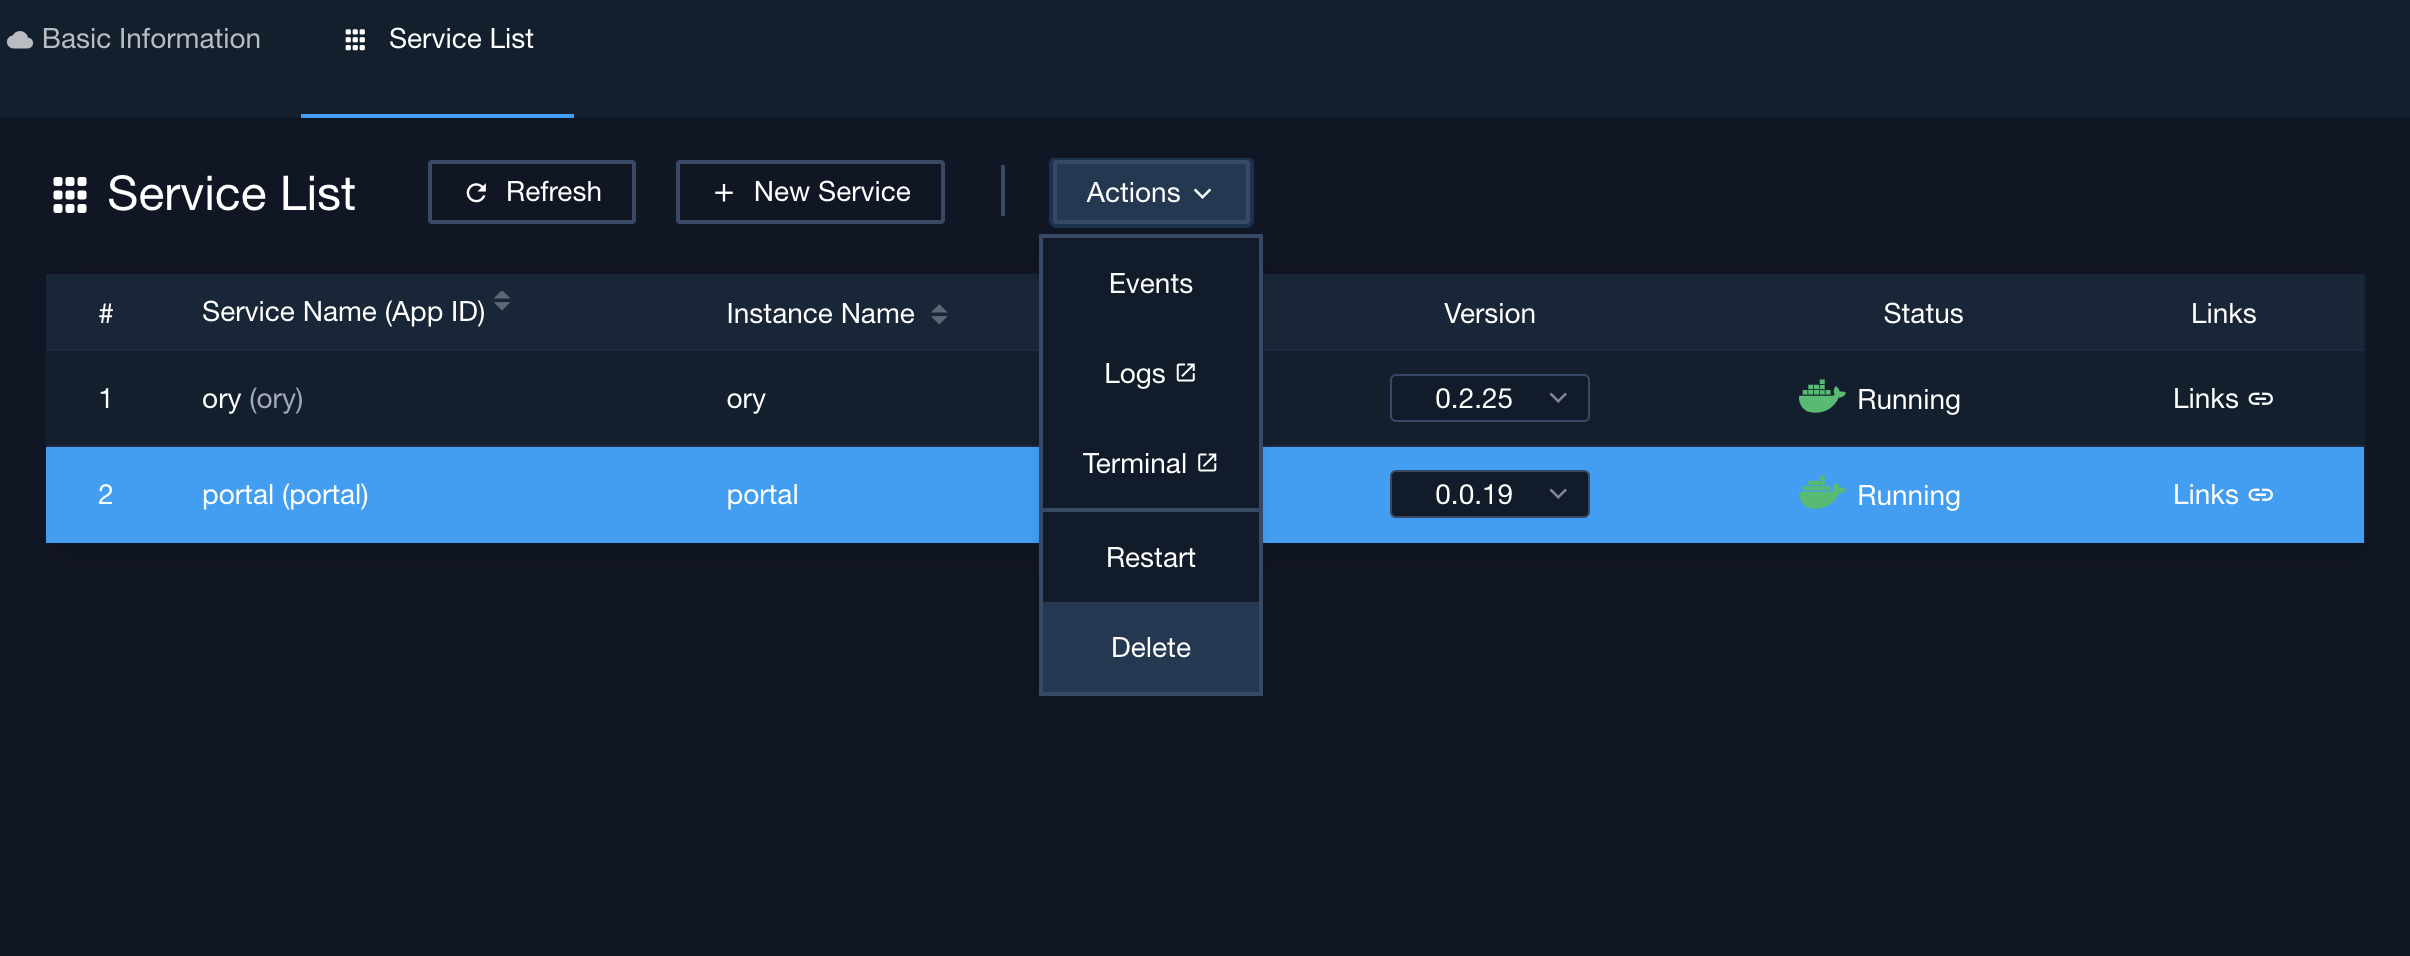 Basic Information
Service List
Service List
Refresh
+ New Service
Actions
Events
Logs
Terminal
Restart
Delete
# Service Name (App ID) Instance Name Version Status Links
1 ory (ory) ory 0.2.25 Running Links
2 portal (portal) portal 0.0.19 Running Links